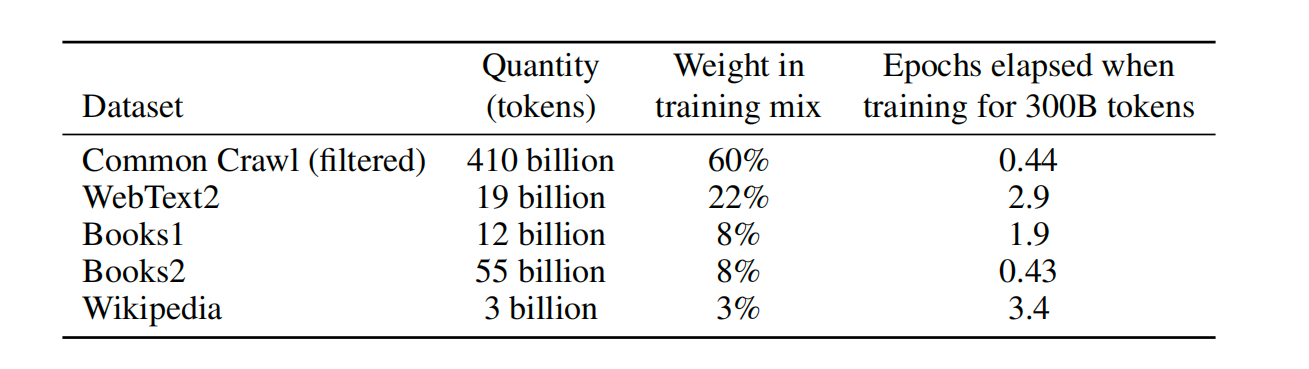 Quantity Weight in Epochs elapsed when
Dataset (tokens) training mix training for 300B tokens
Common Crawl (filtered) 410 billion 60% 0.44
WebText2 19 billion 22% 2.9
Books1 12 billion 8% 1.9
Books2 55 billion 8% 0.43
Wikipedia 3 billion 3% 3.4